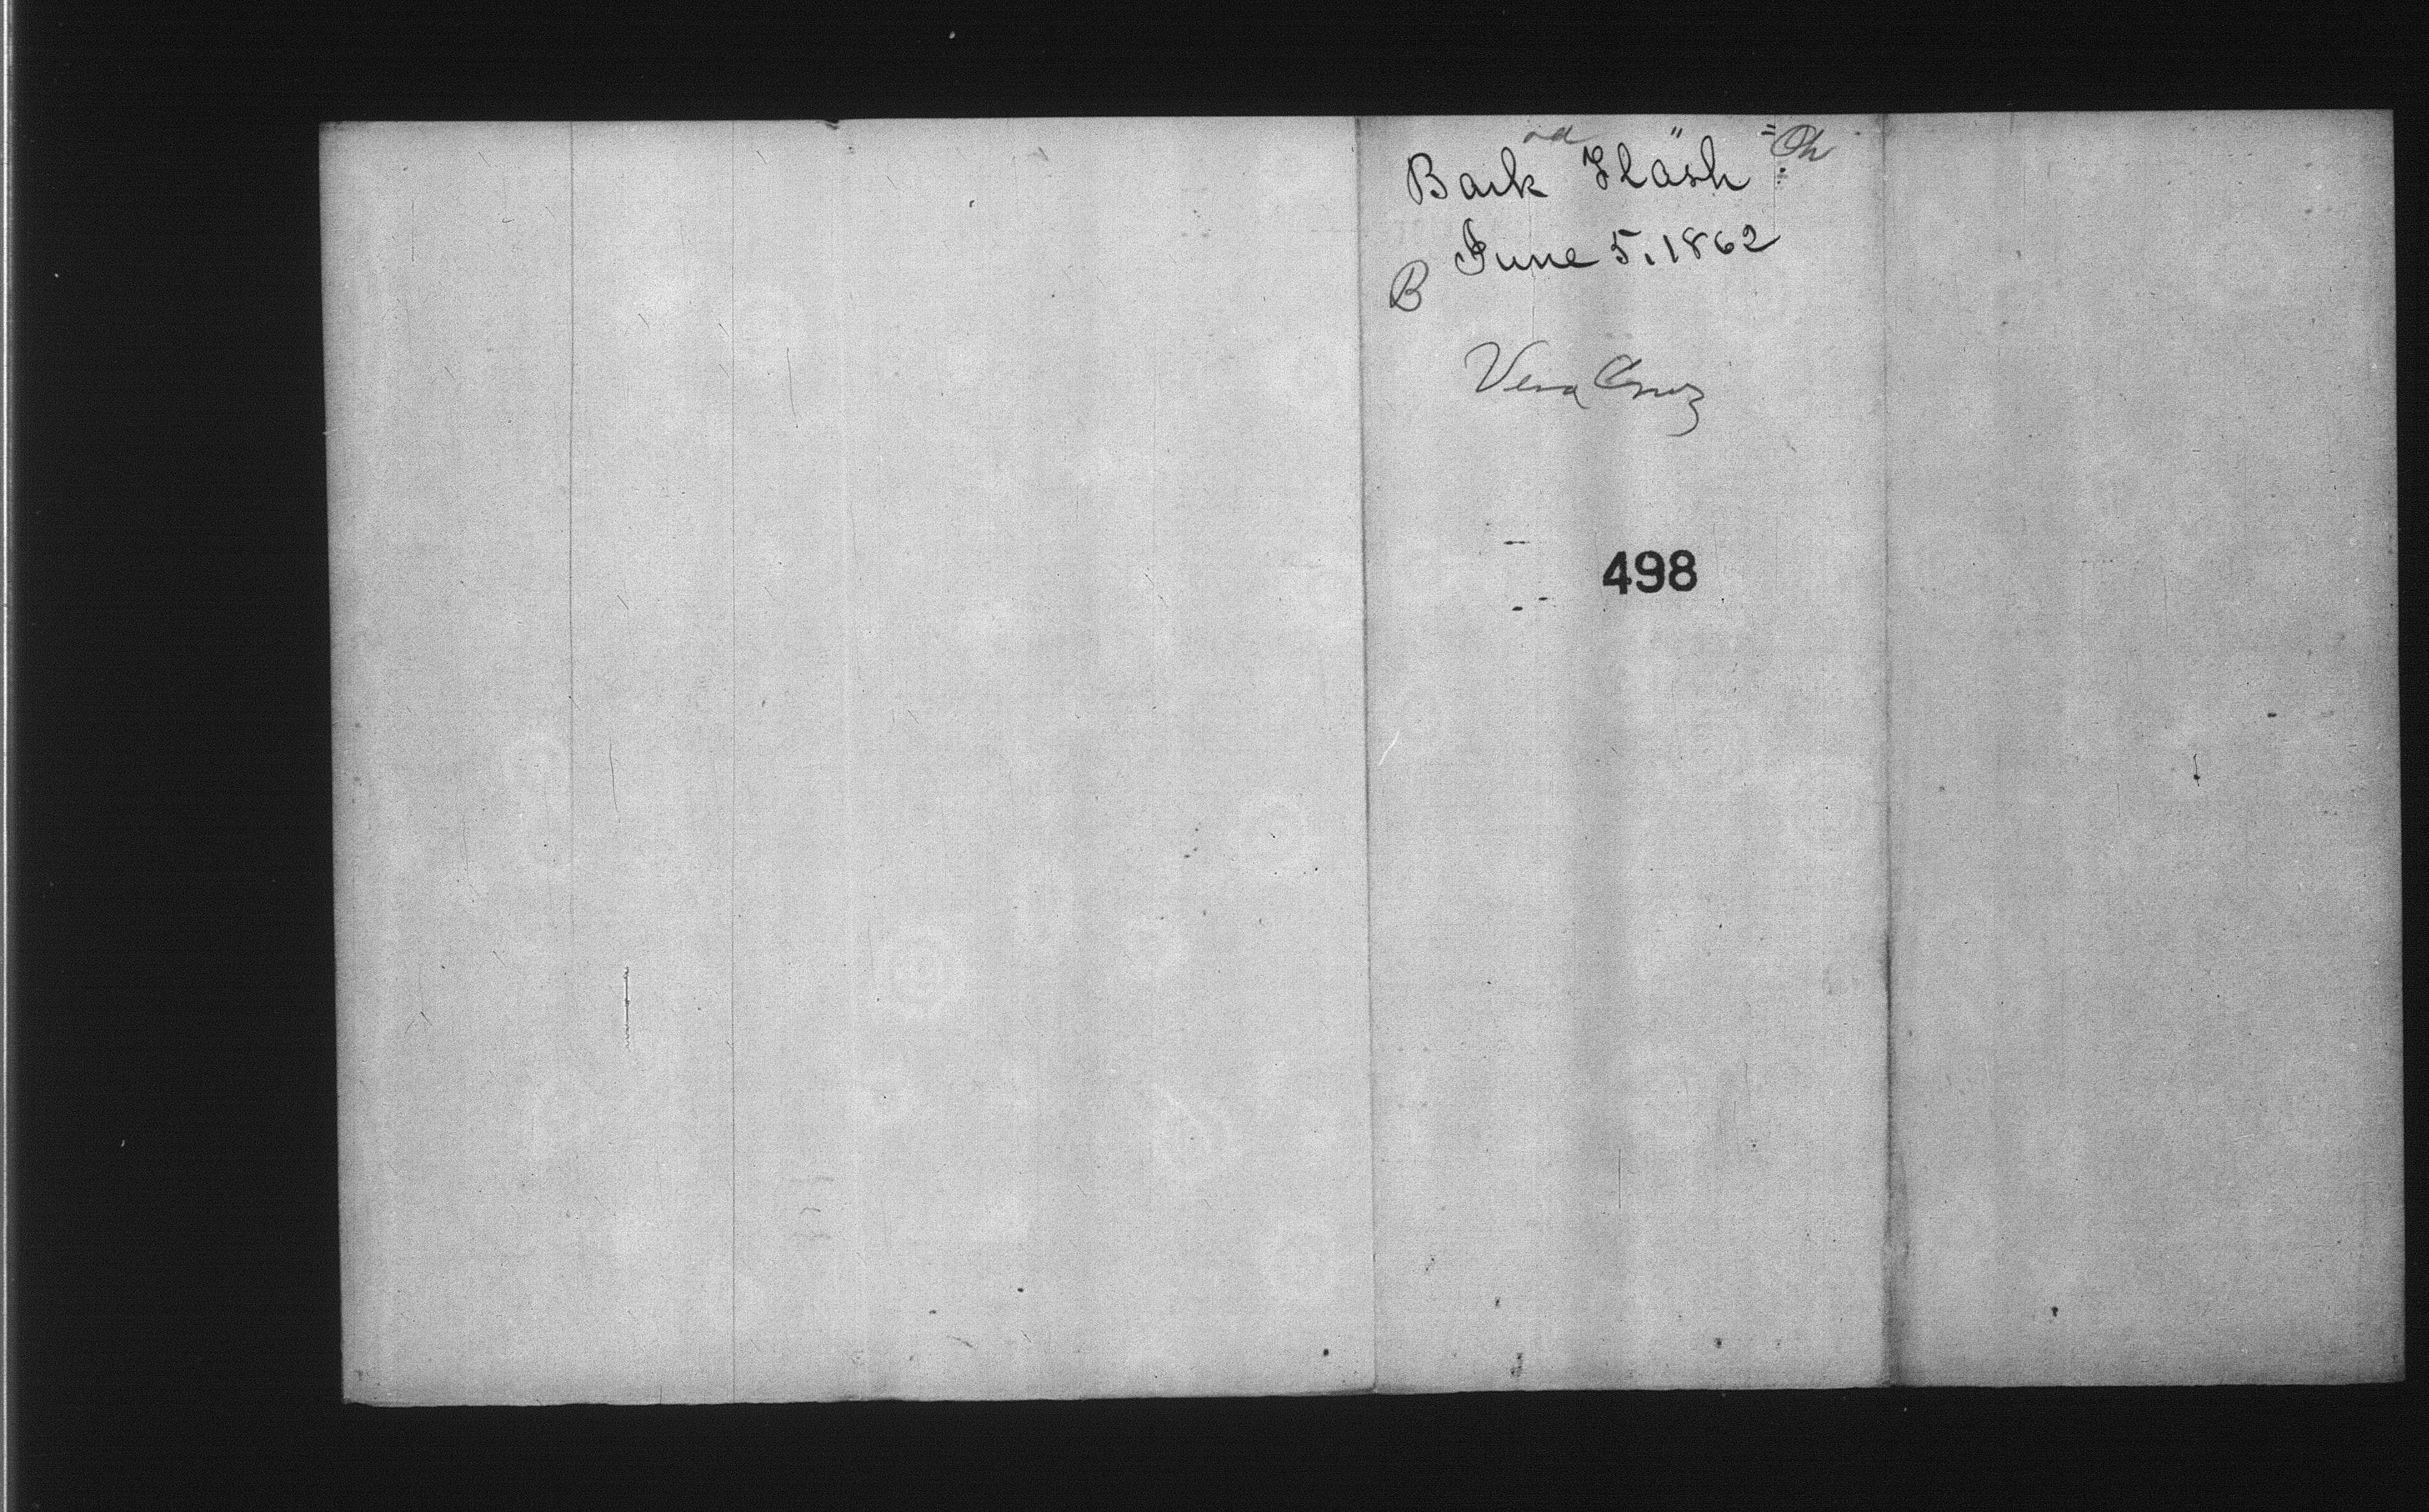 Bark "Flash"
June 5. 1862
B
Vera Cruz
498